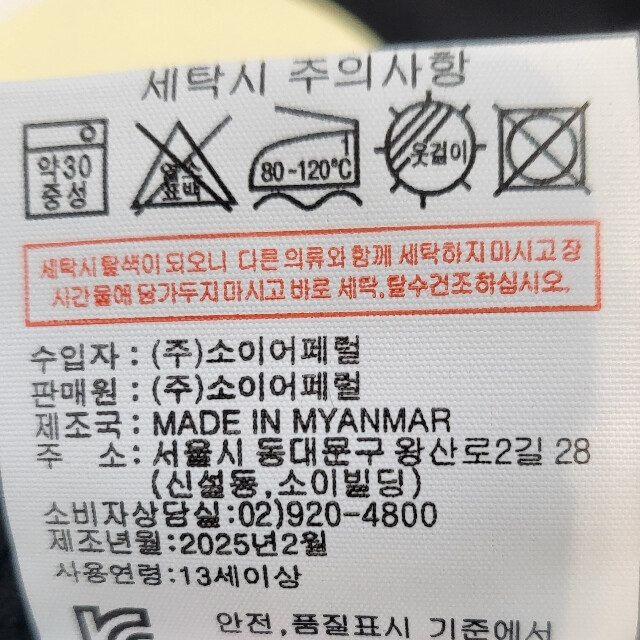 세탁시 주의사항
약30
중성
염소
표백
1
80-120℃
옷걸이
세탁시 탈색이 되오니 다른 의류와 함께 세탁하지 마시고 장
시간 물에 담가두지 마시고 바로 세탁,탈수건조하십시오.
수입자 : (주)소이어페럴
판매원 : (주)소이어페럴
제조국 : MADE IN MYANMAR
주 소 : 서울시 동대문구 왕산로2길 28
(신설동,소이빌딩)
소비자상담실:02)920-4800
제조년월:2025년2월
사용연령:13세이상
안전,품질표시 기준에서